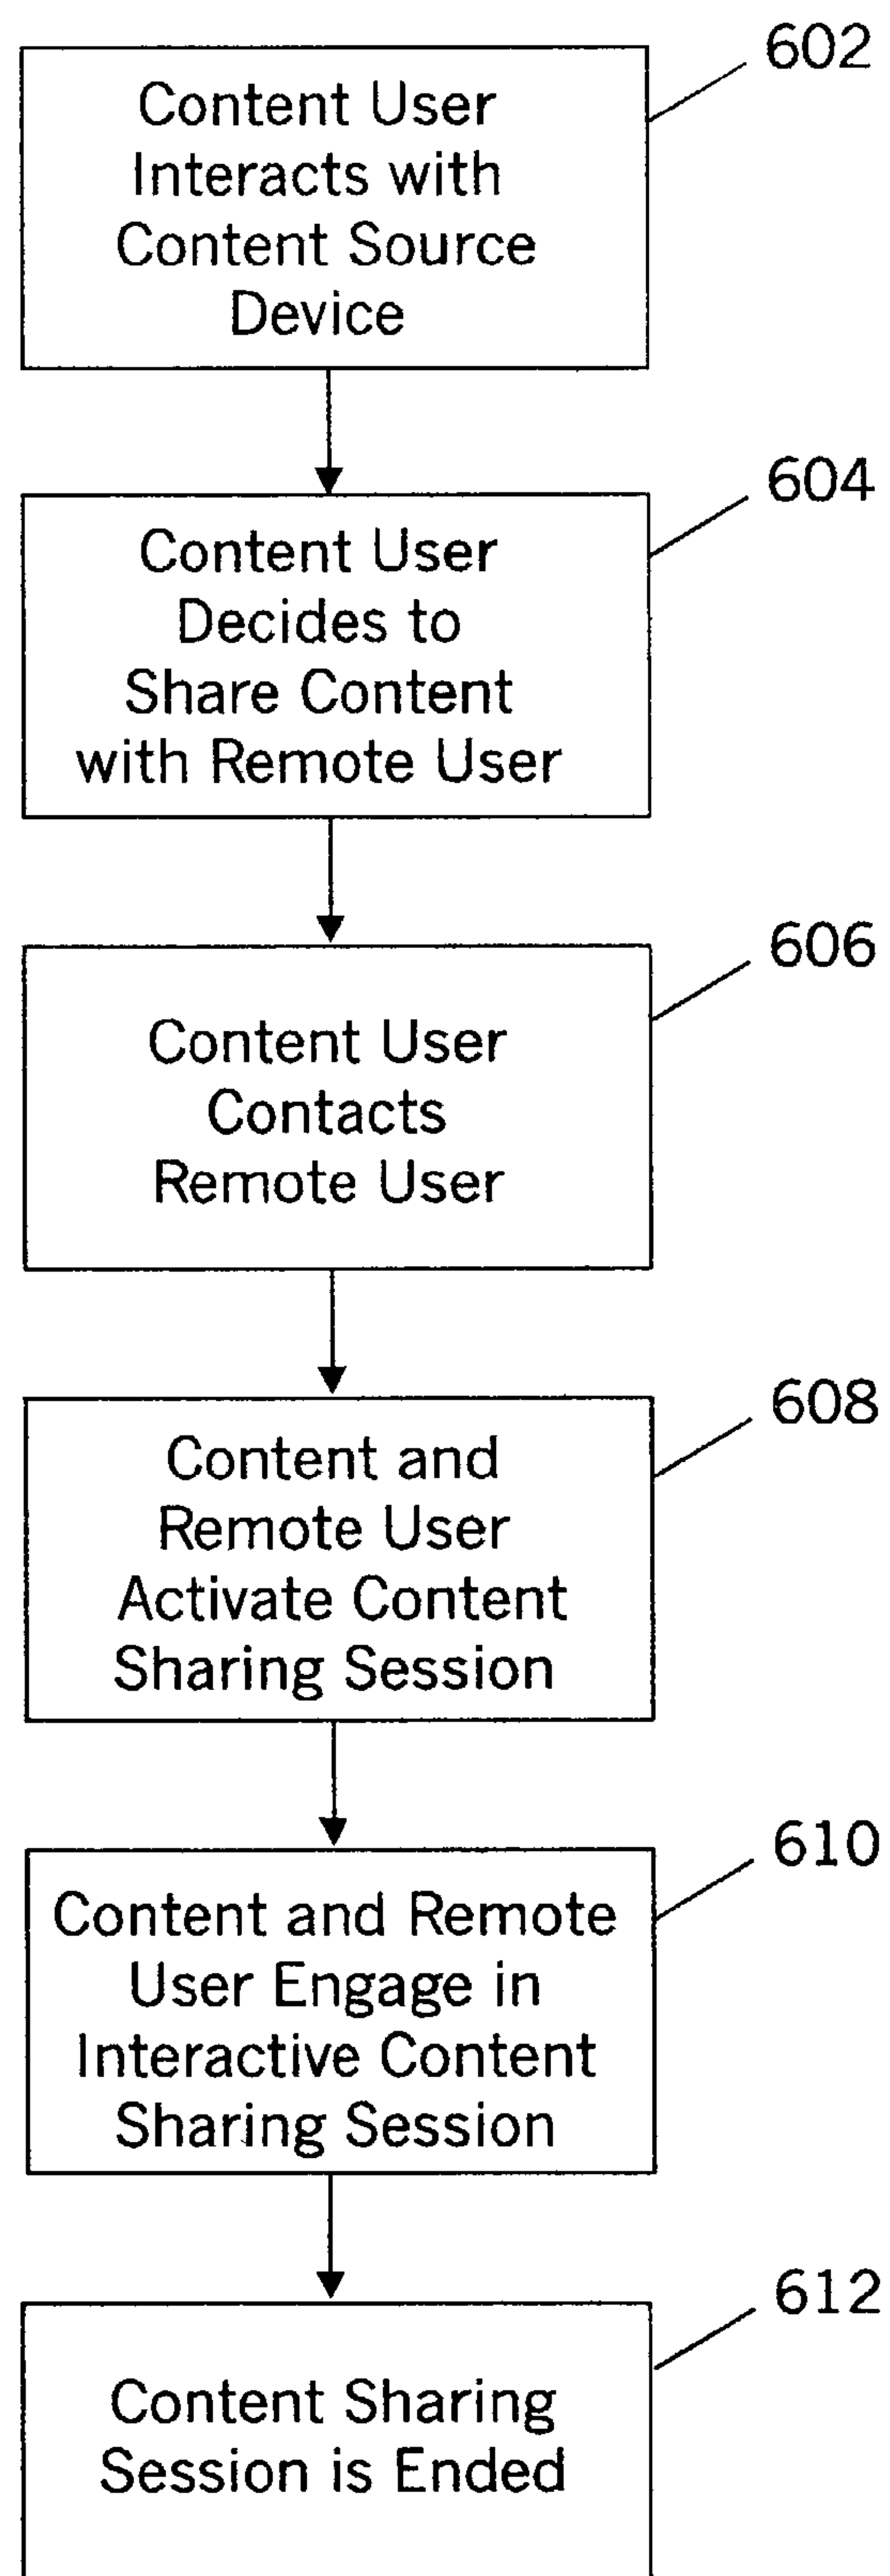 602
Content User
Interacts with
Content Source
Device
604
Content User
Decides to
Share Content
with Remote User
606
Content User
Contacts
Remote User
608
Content and
Remote User
Activate Content
Sharing Session
610
Content and Remote
User Engage in
Interactive Content
Sharing Session
612
Content Sharing
Session is Ended